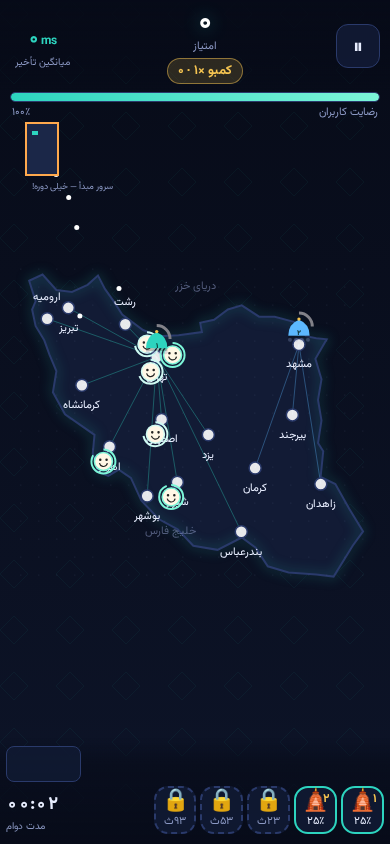 ۰
امتیاز
کمبو ×۱۰۰
۰ ms
میانگین تأخیر
رضایت کاربران
۱۰۰٪
سرور مبدأ — خیلی دوره!
دریای خزر
ارومیه
تبریز
رشت
مشهد
۲
۱
کرمانشاه
یزد
بیرجند
کرمان
زاهدان
بوشهر
خلیج فارس
بندرعباس
۰۰:۰۲
مدت دوام
۱
۲۵٪
۲
۲۵٪
۲۳ث
۵۳ث
۹۳ث